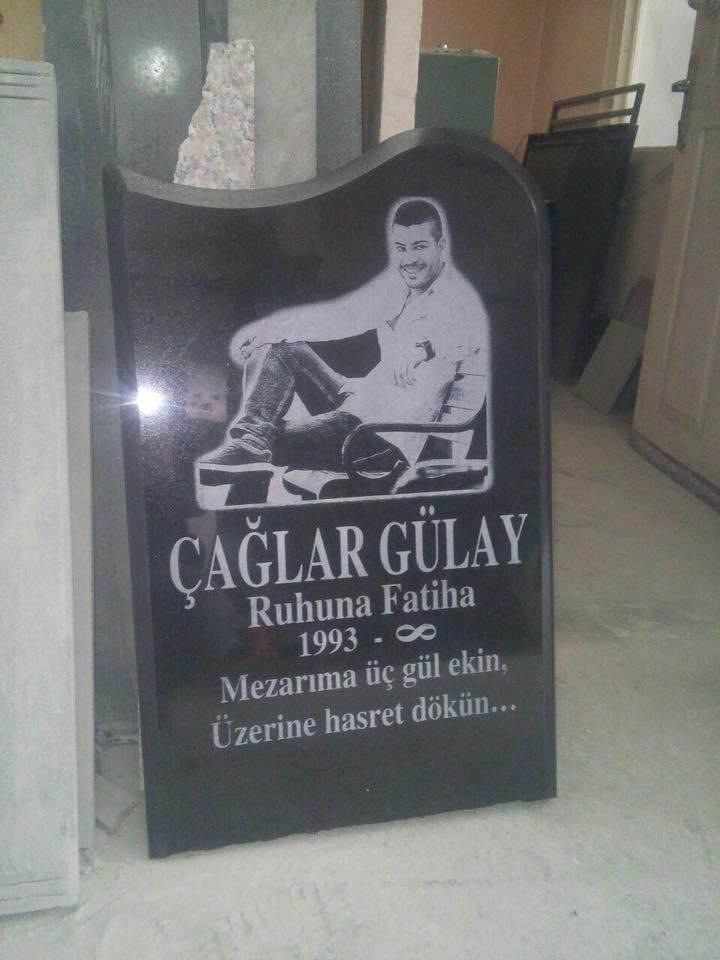 ÇAĞLAR GÜLAY
Ruhuna Fatiha
1993 - ∞
Mezarıma üç gül ekin,
Üzerine hasret dökün...